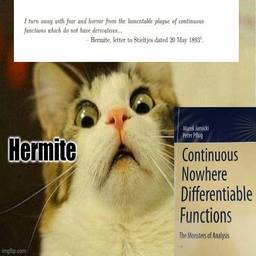 I turn away with fear and horror from the lamentable plague of continuous
functions which do not have derivatives...
- Hermite, letter to Stieltjes dated 20 May 1893⁵.
Hermite
Marek Jarnicki
Peter Pflug
Continuous
Nowhere
Differentiable
Functions
The Monsters of Analysis
imgflip.com